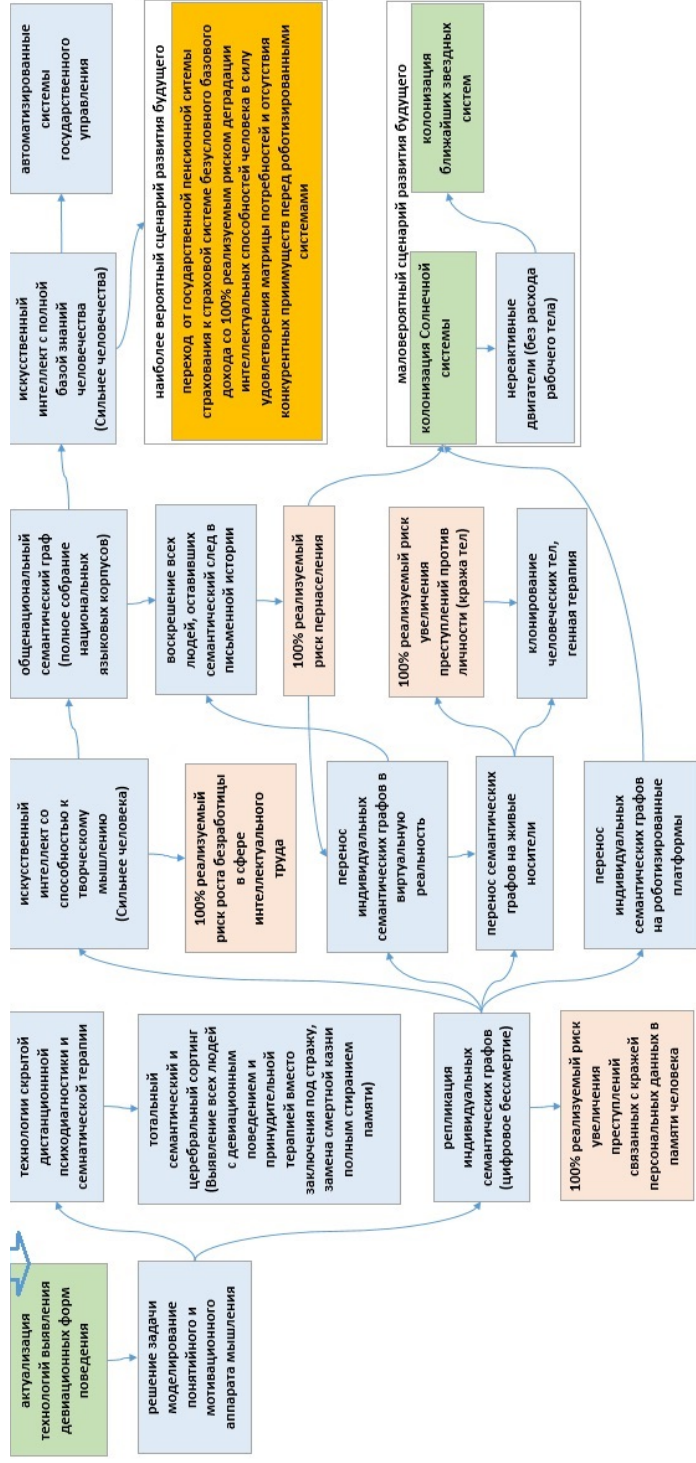 актуализация
технологий выявления
девиационных форм
поведения
решение задачи
моделирование
понятийного и
мотивационного
аппарата мышления
технологии скрытой
дистанционнной
психодиагностики и
сематической терапии
тотальный
семантический и
церебральный сортинг
(Выявление всех людей
с девиационным
поведением и
принудительной
терапией вместо
заключения под стражу,
замена смертной казни
полным стиранием
памяти)
репликация
индивидуальных
семантических графов
(цифровое бессмертие)
100% реализуемый риск
увеличения
преступлений
связанных с кражей
персональных данных в
памяти человека
искусственный
интеллект со
способностью к
творческому
мышлению
(Сильнее человека)
100% реализуемый
риск роста безработицы
в сфере
интеллектуального
труда
перенос
индивидуальных
семантических графов в
виртуальную
реальность
перенос семантических
графов на живые
носители
перенос
индивидуальных
семантических графов
на роботизированные
платформы
общенациональный
семантический граф
(полное собрание
национальных
языковых корпусов)
воскрешение всех
людей, оставивших
семантический след в
письменной истории
100% реализуемый
риск пернаселения
100% реализуемый риск
увеличения
преступлений против
личности (кража тел)
клонирование
человеческих тел,
генная терапия
искусственный
интеллект с полной
базой знаний
человечества
(Сильнее человечества)
автоматизированные
системы
государственного
управления
наиболее вероятный сценарий развития будущего
переход от государственной пенсионной ситемы
страхования к страховой системе безусловного базового
дохода со 100% реализуемым риском деградации
интеллектуальных способностей человека в силу
удовлетворения матрицы потребностей и отсутствия
конкурентных приимуществ перед роботизированными
системами
маловероятный сценарий развития будущего
колонизация Солнечной
системы
колонизация
ближайших звездных
систем
нереактивные
двигатели (без расхода
рабочего тела)